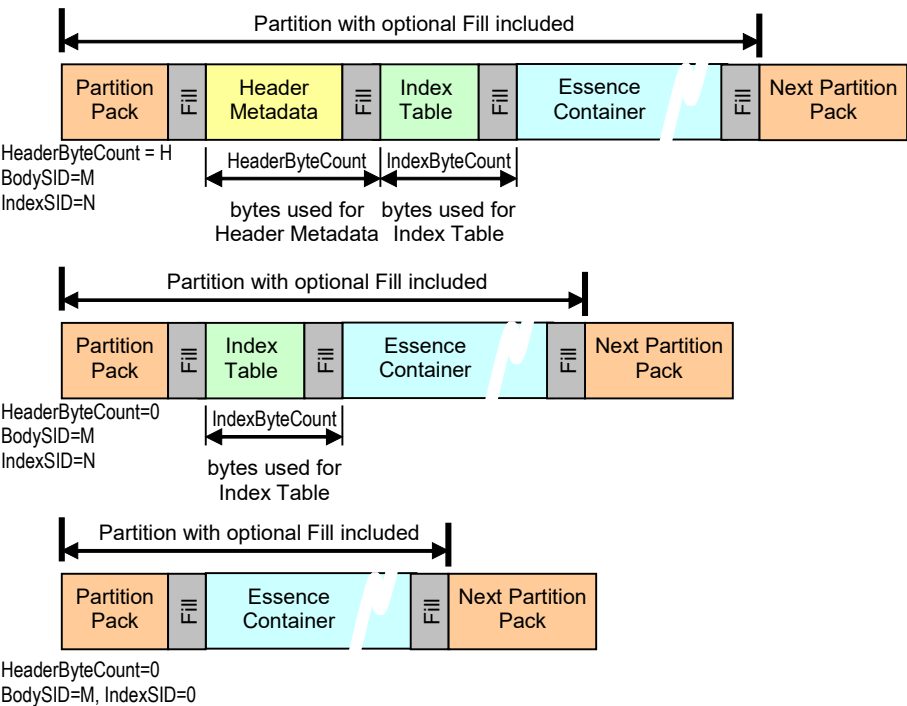 Partition with optional Fill included
Partition Pack Fill Header Metadata Fill Index Table Fill Essence Container Fill Next Partition Pack
HeaderByteCount = H
BodySID=M
IndexSID=N
HeaderByteCount IndexByteCount
bytes used for bytes used for
Header Metadata Index Table
Partition with optional Fill included
Partition Pack Fill Index Table Fill Essence Container Fill Next Partition Pack
HeaderByteCount=0
BodySID=M
IndexSID=N
IndexByteCount
bytes used for
Index Table
Partition with optional Fill included
Partition Pack Fill Essence Container Fill Next Partition Pack
HeaderByteCount=0
BodySID=M, IndexSID=0